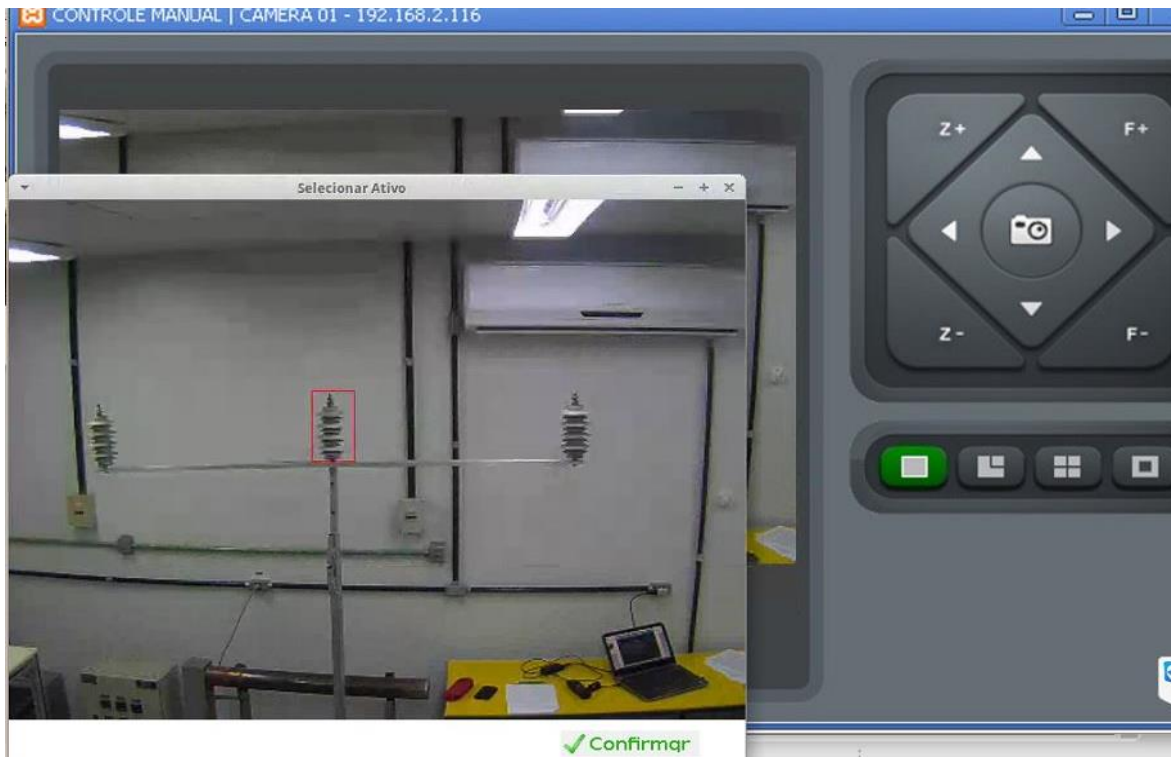 CONTROLE MANUAL | CAMERA 01 - 192.168.2.116
Z+
F+
Selecionar Ativo
Z-
F-
Confirmar